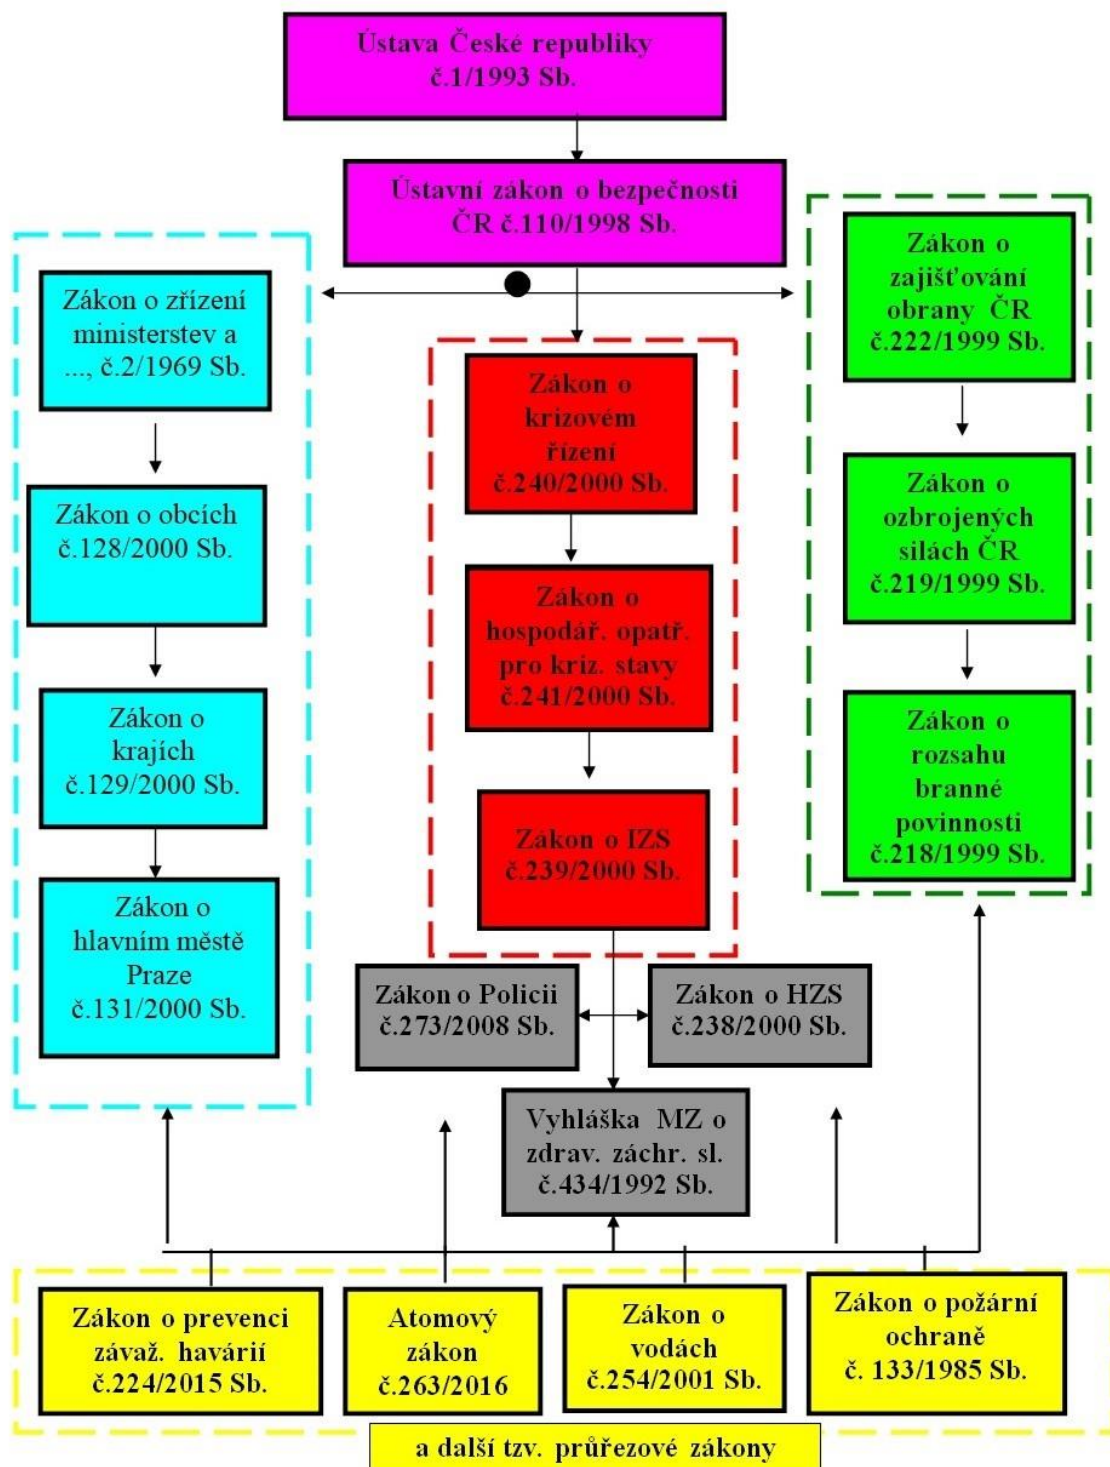 Ústava České republiky
č.1/1993 Sb.
Ústavní zákon o bezpečnosti
ČR č.110/1998 Sb.
Zákon o zřízení
ministerstev a
..., č.2/1969 Sb.
Zákon o obcích
č.128/2000 Sb.
Zákon o
krajích
č.129/2000 Sb.
Zákon o
hlavním městě
Praze
č.131/2000 Sb.
Zákon o
krizovém
řízení
č.240/2000 Sb.
Zákon o
hospodář. opatř.
pro kriz. stavy
č.241/2000 Sb.
Zákon o IZS
č.239/2000 Sb.
Zákon o
zajišťování
obrany ČR
č.222/1999 Sb.
Zákon o
ozbrojených
silách ČR
č.219/1999 Sb.
Zákon o
rozsahu
branné
povinnosti
č.218/1999 Sb.
Zákon o Policii
č.273/2008 Sb.
Zákon o HZS
č.238/2000 Sb.
Vyhláška MZ o
zdrav. záchr. sl.
č.434/1992 Sb.
Zákon o prevenci
závaž. havárií
č.224/2015 Sb.
Atomový
zákon
č.263/2016
Zákon o
vodách
č.254/2001 Sb.
Zákon o požární
ochraně
č. 133/1985 Sb.
a další tzv. průřezové zákony